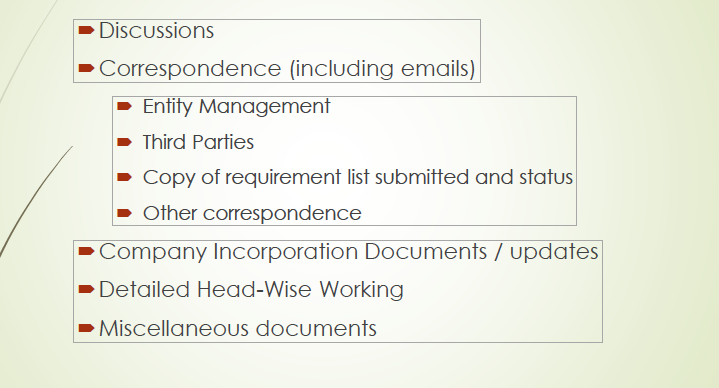 Discussions
Correspondence (including emails)
Entity Management
Third Parties
Copy of requirement list submitted and status
Other correspondence
Company Incorporation Documents / updates
Detailed Head-Wise Working
Miscellaneous documents